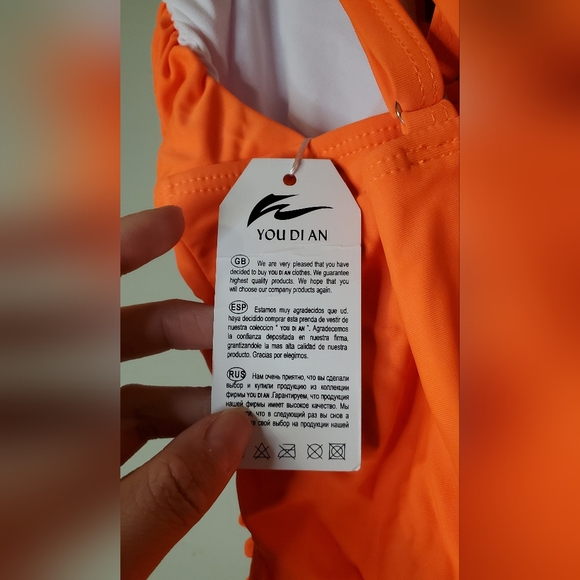 YOU DI AN
GB We are very pleased that you have
decided to buy YOU DI AN clothes. We guarantee
highest quality products. We hope that you
will choose our company products again.
ESP Estamos muy agradecidos que ud.
haya decidido comprar ésta prenda de vestir de
nuestra coleccion " YOU DI AN ". Agradecemos
la confianza depositada en nuestra firma,
grantizandole la mas alta calidad de nuestro
producto. Gracias por elegirnos.
RUS Нам очень приятно, что вы сделали
выбор и купили продукцию из коллекции
фирмы YOU DI AN .Гарантируем, что продукция
нашей фирмы имеет высокое качество. Мы
что в следующий раз вы снова а
свой выбор на продукции нашей